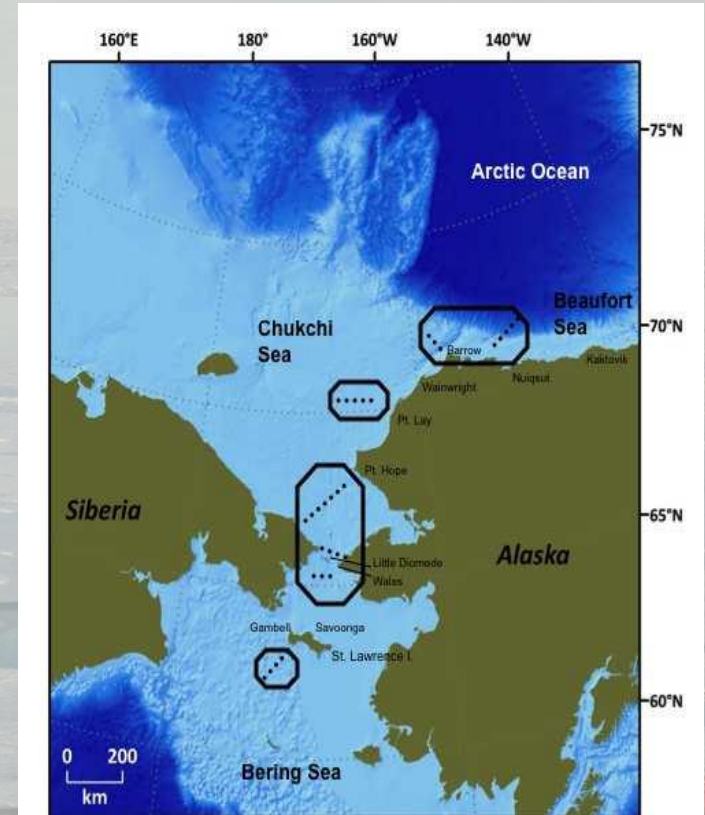 160°E 180° 160°W 140°W
75°N
Arctic Ocean
Beaufort
Sea
70°N
Chukchi
Sea
Barrow
Kaktovik
Nuiqsut
Wainwright
Pt. Lay
Pt. Hope
Siberia
65°N
Alaska
Little Diomede
Wales
Gambell Savoonga
St. Lawrence I.
60°N
0 200
km
Bering Sea